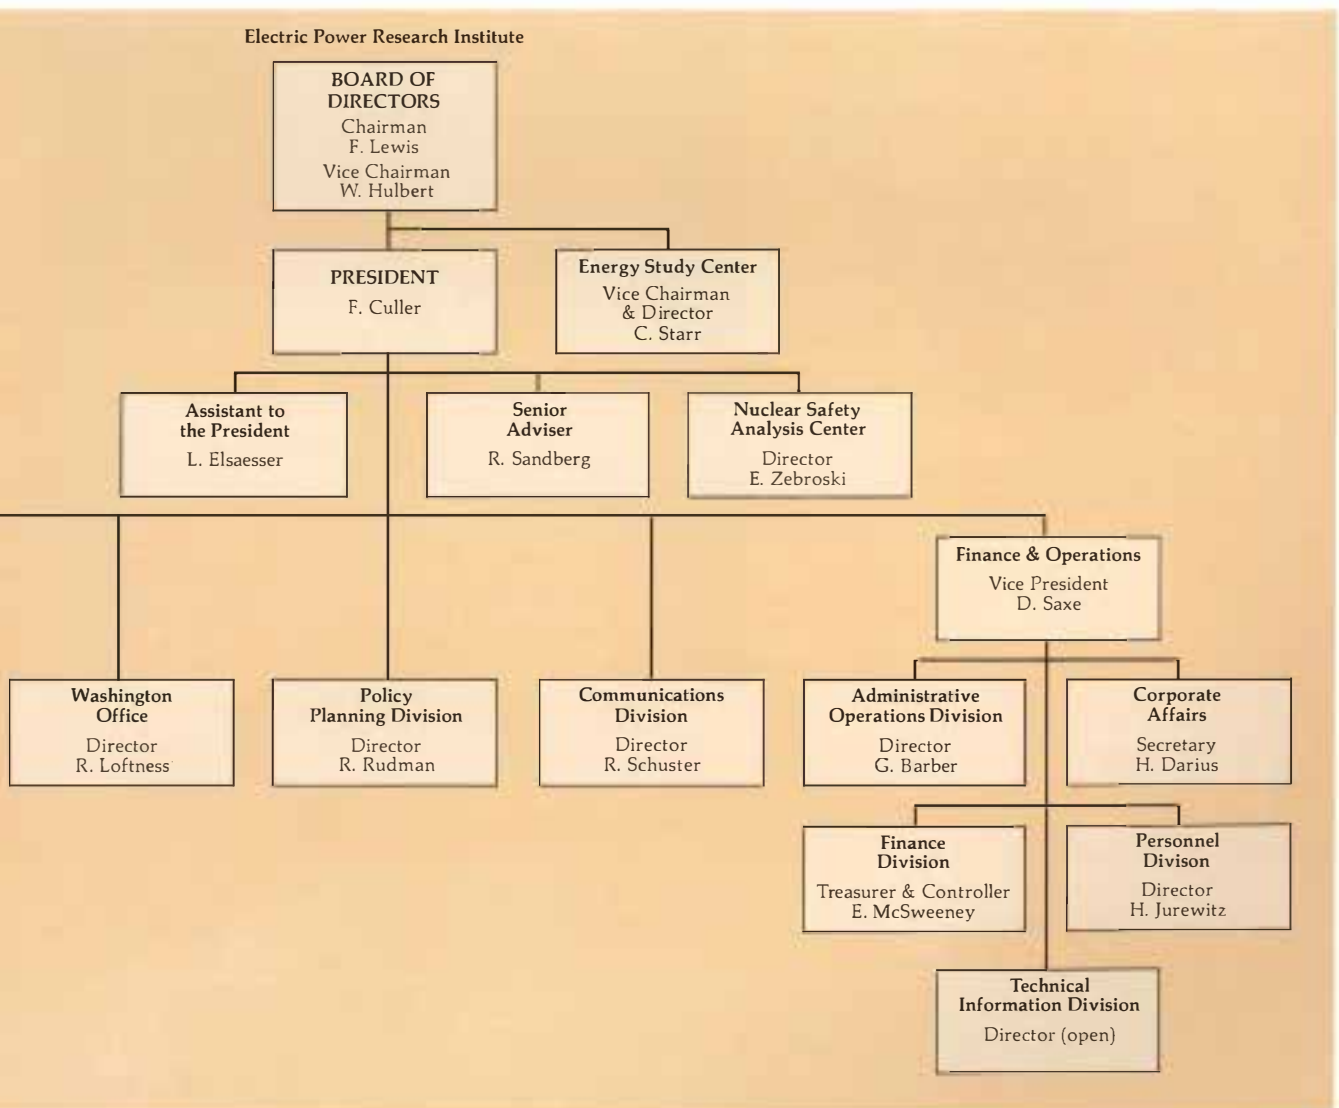 Electric Power Research Institute
BOARD OF
DIRECTORS
Chairman
F. Lewis
Vice Chairman
W. Hulbert
PRESIDENT
F. Culler
Energy Study Center
Vice Chairman
& Director
C. Starr
Assistant to
the President
L. Elsaesser
Senior
Adviser
R. Sandberg
Nuclear Safety
Analysis Center
Director
E. Zebroski
Finance & Operations
Vice President
D. Saxe
Washington
Office
Director
R. Loftness
Policy
Planning Division
Director
R. Rudman
Communications
Division
Director
R. Schuster
Administrative
Operations Division
Director
G. Barber
Corporate
Affairs
Secretary
H. Darius
Finance
Division
Treasurer & Controller
E. McSweeney
Personnel
Divison
Director
H. Jurewitz
Technical
Information Division
Director (open)